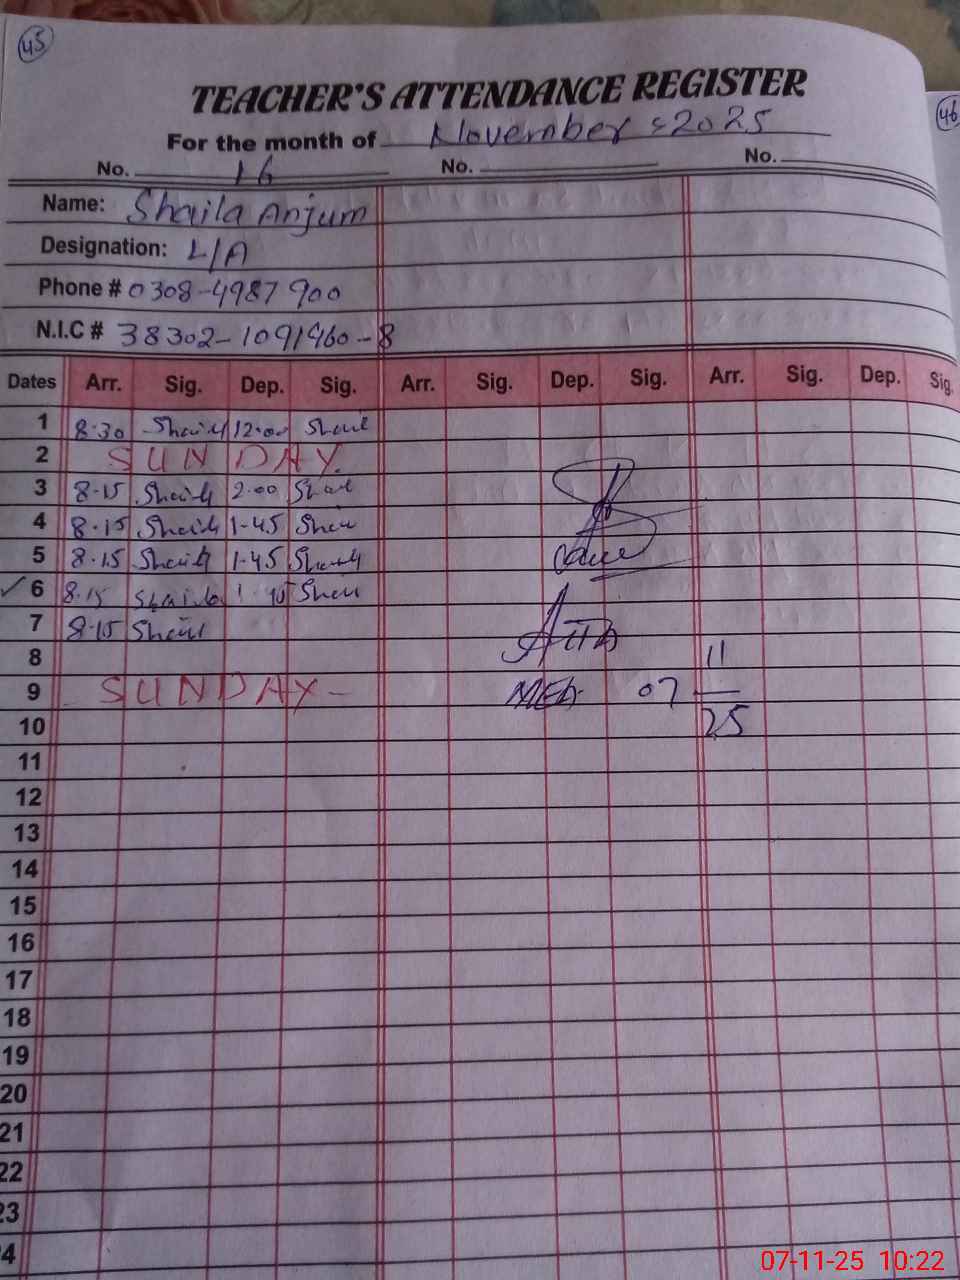 45
46
TEACHER'S ATTENDANCE REGISTER
For the month of November 2025
No. 16 No. No.
Name: Shaila Anjum
Designation: L/A
Phone # 0308-4987900
N.I.C # 38302-1091460-8
Dates Arr. Sig. Dep. Sig. Arr. Sig. Dep. Sig. Arr. Sig. Dep. Sig.
1 8.30 12.00
2 SUNDAY
3 8.15 2.00
4 8.15 1-45
5 8.15 1.45
6 8.15 1.45
7 8.15
8
9 SUNDAY
07 11
25
10
11
12
13
14
15
16
17
18
19
20
21
22
23
4
07-11-25 10:22